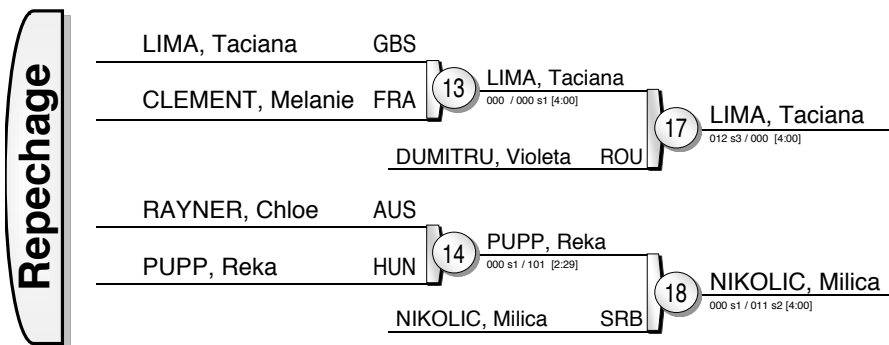 Repechage
LIMA, Taciana GBS
CLEMENT, Melanie FRA
13
LIMA, Taciana
000 / 000 s1 [4:00]
DUMITRU, Violeta ROU
17
LIMA, Taciana
012 s3 / 000 [4:00]
RAYNER, Chloe AUS
PUPP, Reka HUN
14
PUPP, Reka
000 s1 / 101 [2:29]
NIKOLIC, Milica SRB
18
NIKOLIC, Milica
000 s1 / 011 s2 [4:00]